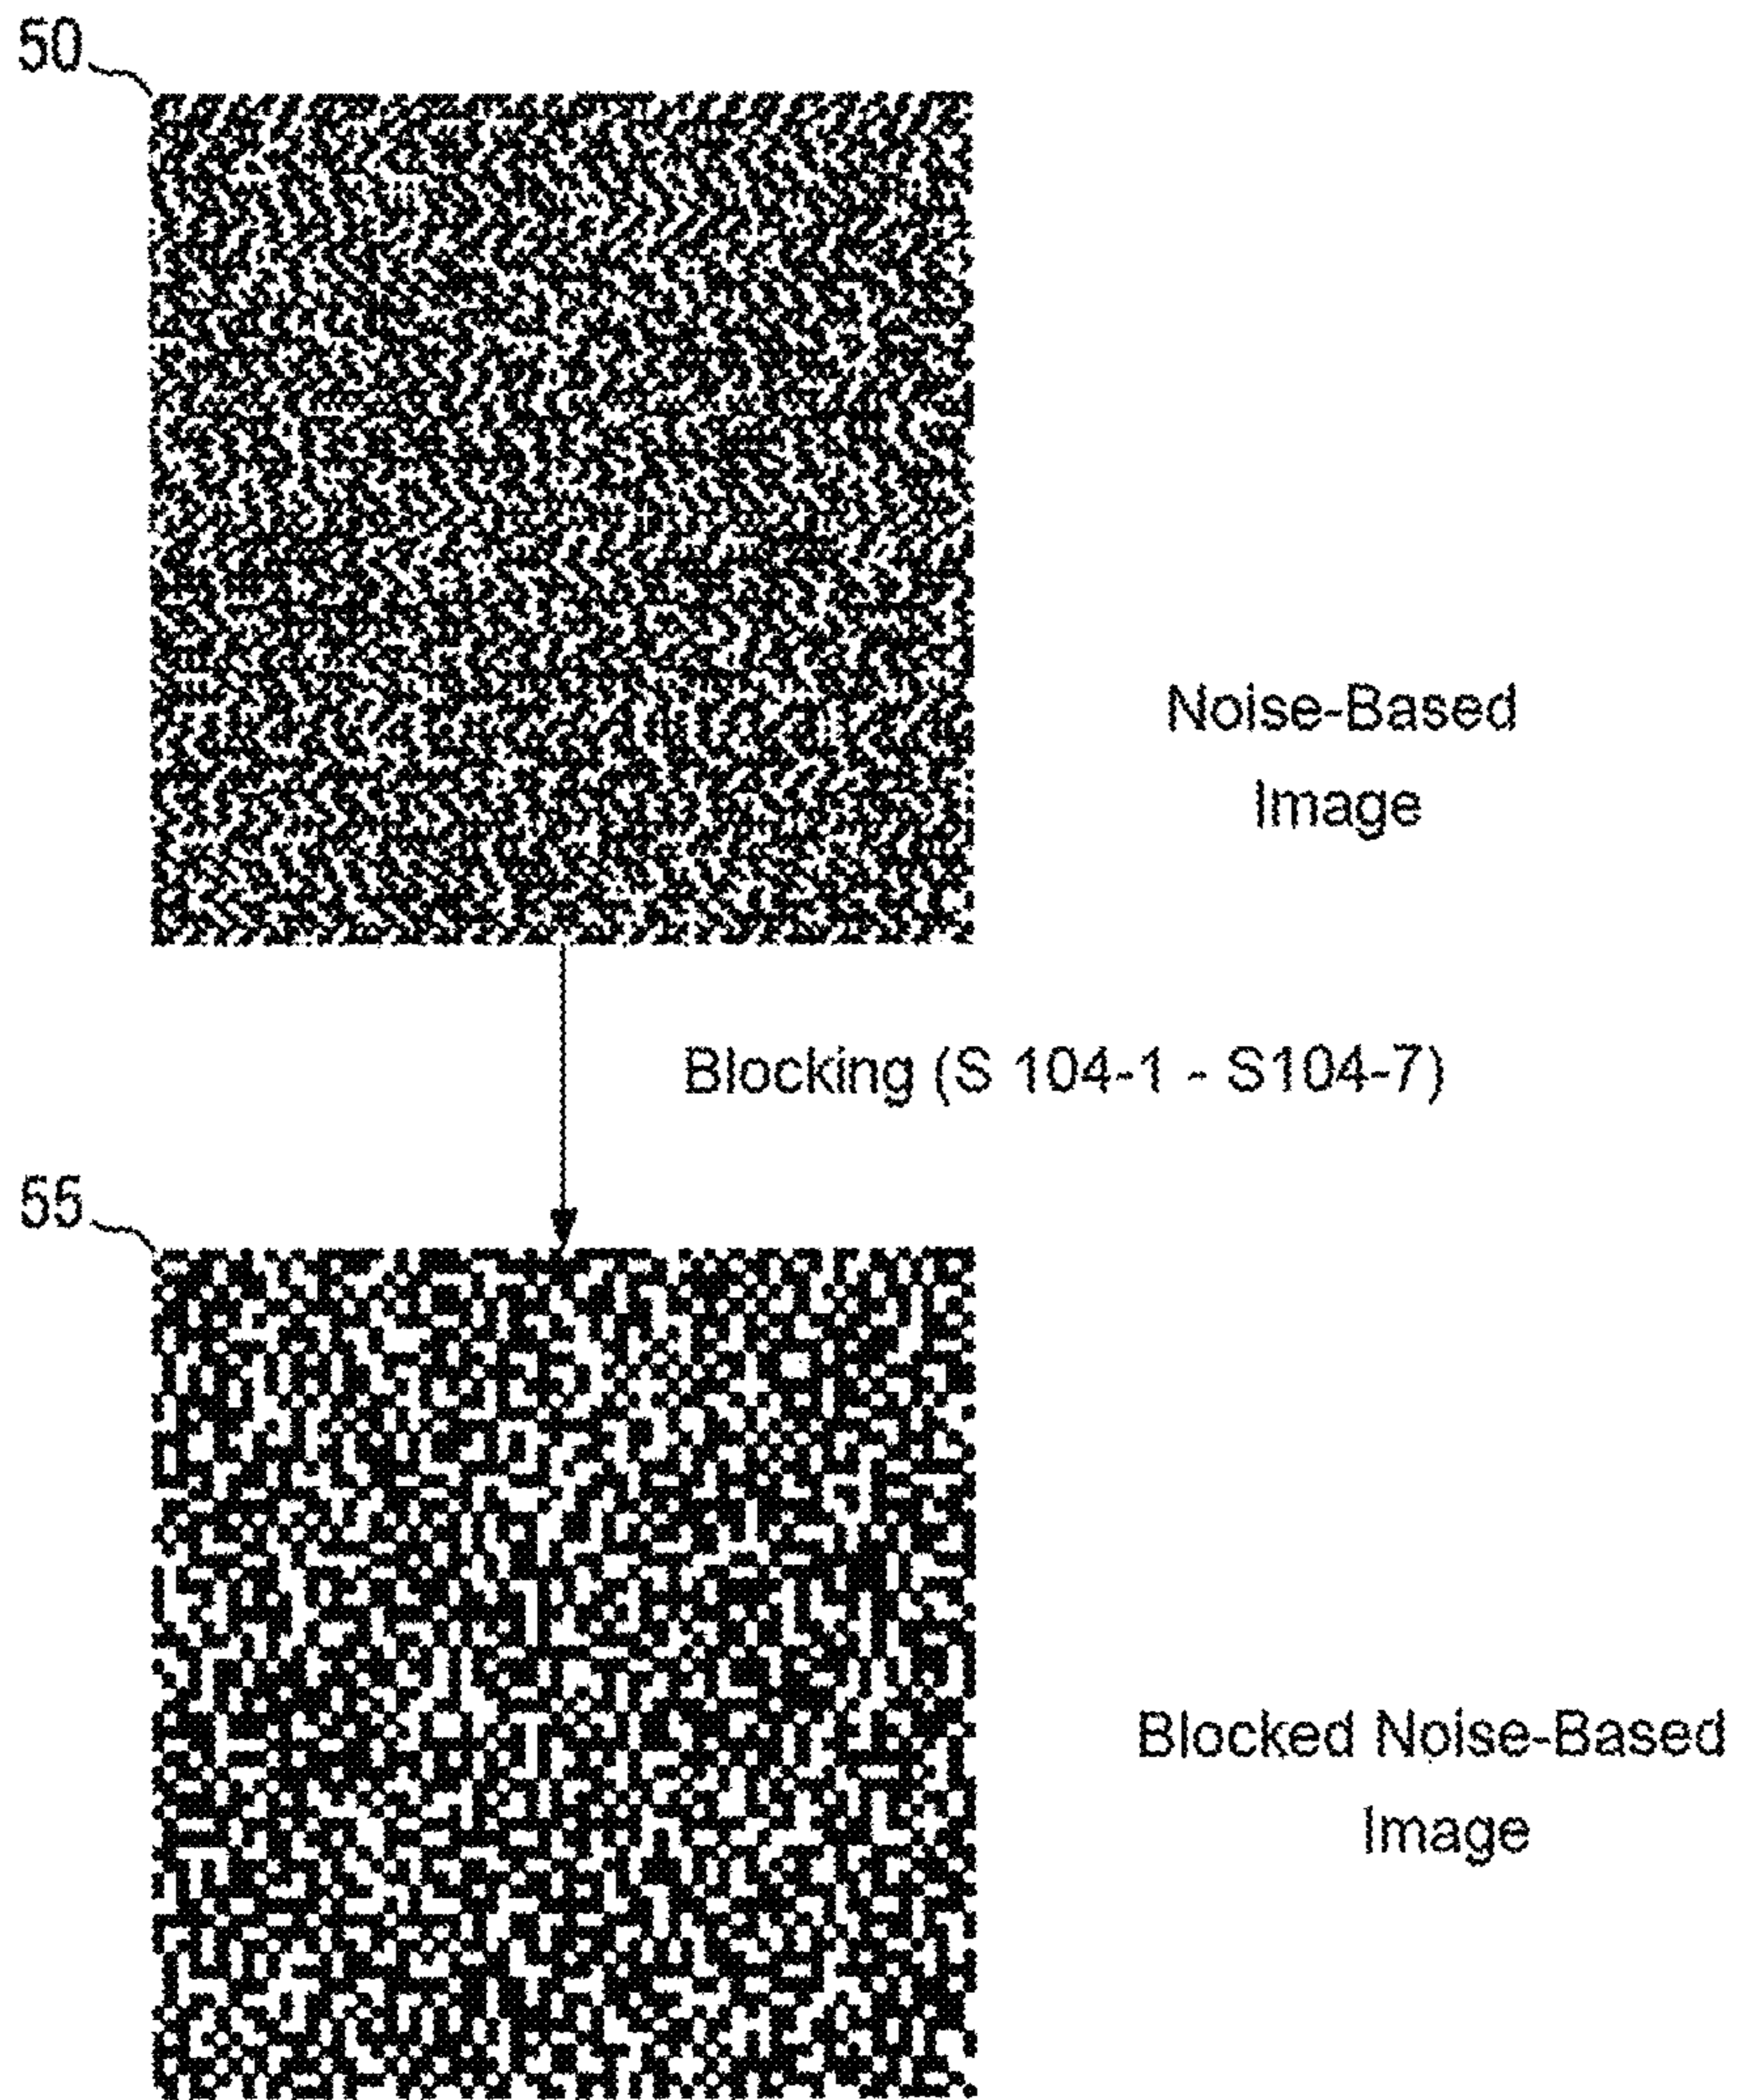 50
Noise-Based
Image
Blocking (S 104-1 - S104-7)
55
Blocked Noise-Based
Image